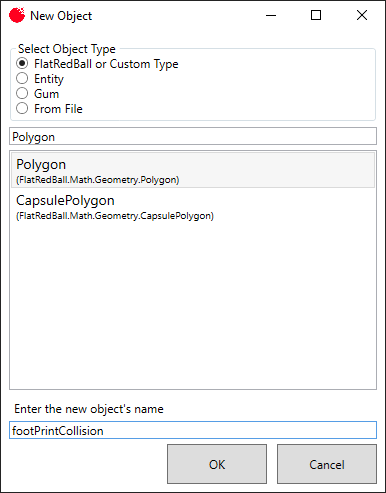 New Object
Select Object Type
FlatRedBall or Custom Type
Entity
Gum
From File
Polygon
Polygon
(FlatRedBall.Math.Geometry.Polygon)
CapsulePolygon
(FlatRedBall.Math.Geometry.CapsulePolygon)
Enter the new object's name
footPrintCollision
OK
Cancel